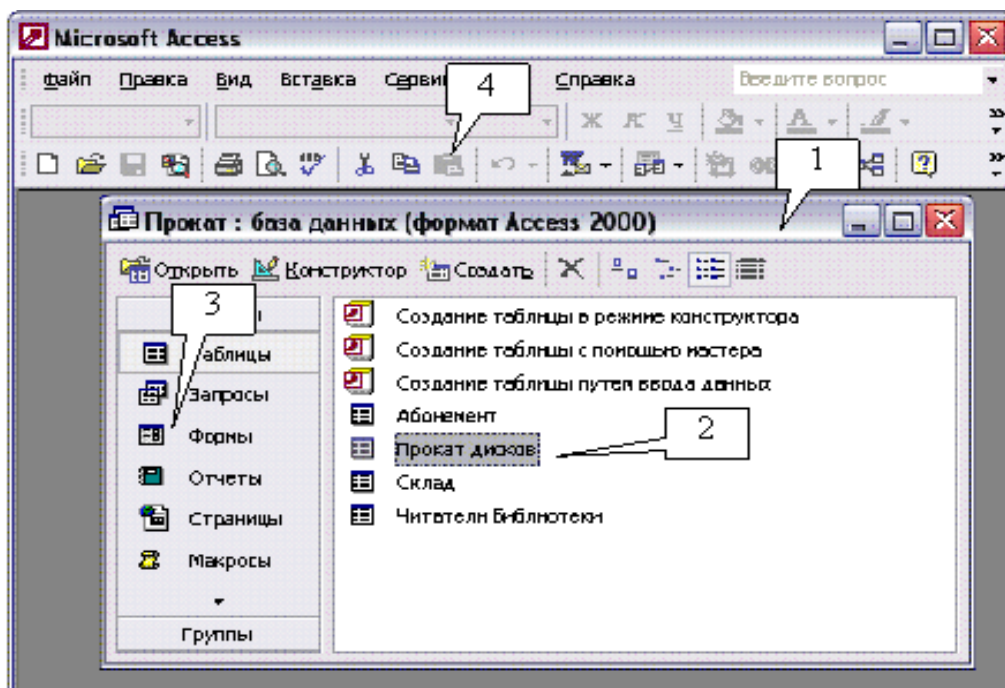 Microsoft Access
Файл Правка Вид Вставка Справка
Введите вопрос
4
Ж К Ч
1
Прокат : база данных (формат Access 2000)
Открыть Конструктор Создать
3
Таблицы
Запросы
Формы
Отчеты
Страницы
Макросы
Группы
Создание таблицы в режиме конструктора
Создание таблицы с помощью мастера
Создание таблицы путем ввода данных
Абонемент
Прокат дисков
2
Склад
Читатели Библиотеки